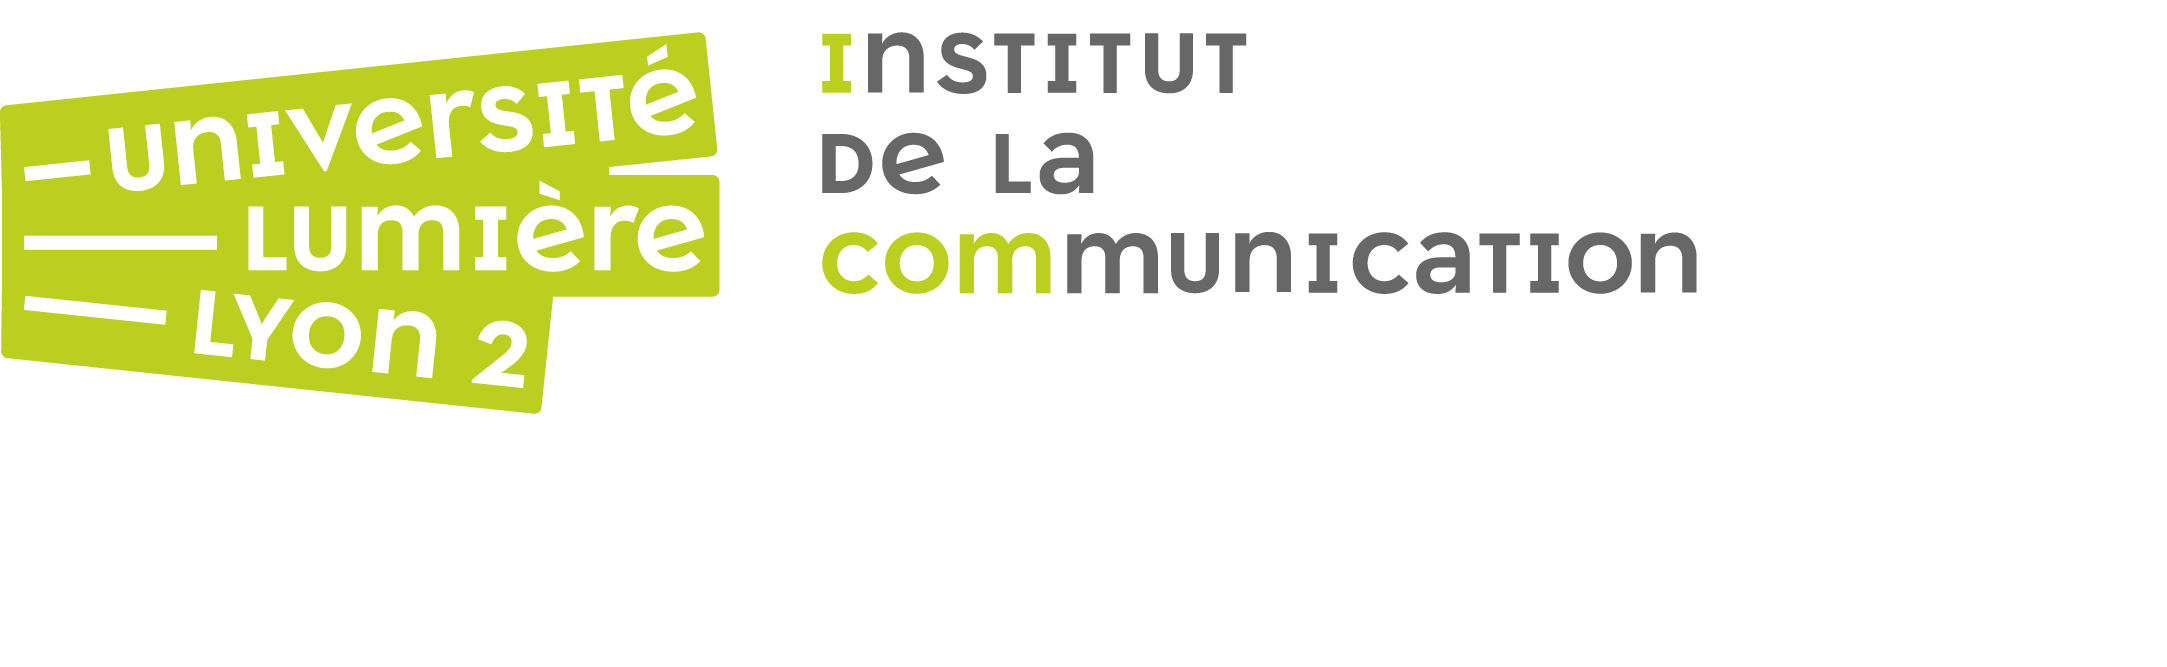 université
Lumière
Lyon 2
Institut
de la
communication